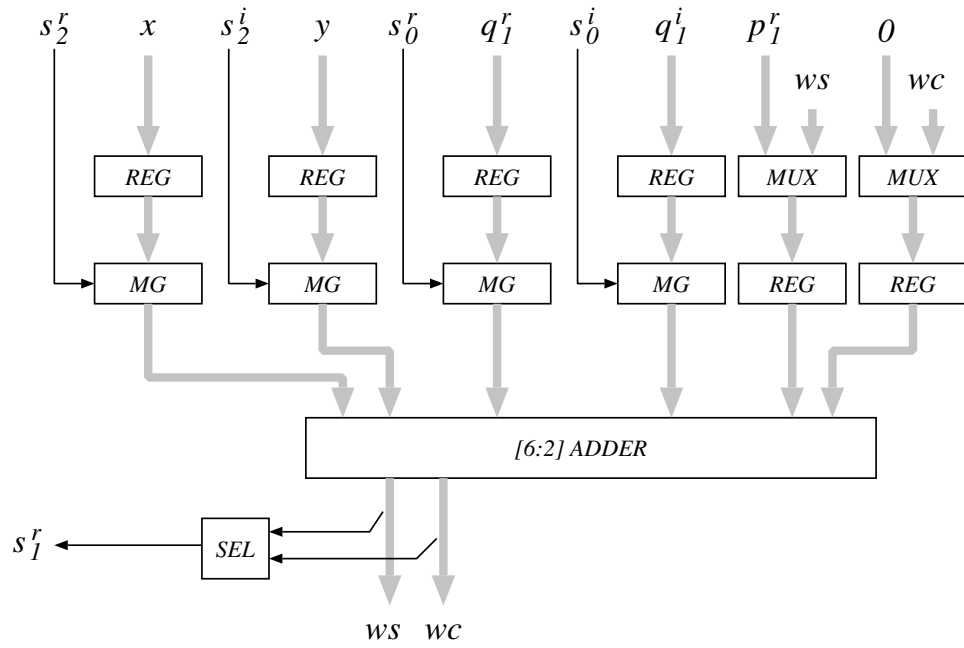 s_2^r x s_2^i y s_0^r q_1^r s_0^i q_1^i p_1^r 0
ws wc
REG REG REG REG MUX MUX
MG MG MG MG REG REG
[6:2] ADDER
s_1^r SEL
ws wc